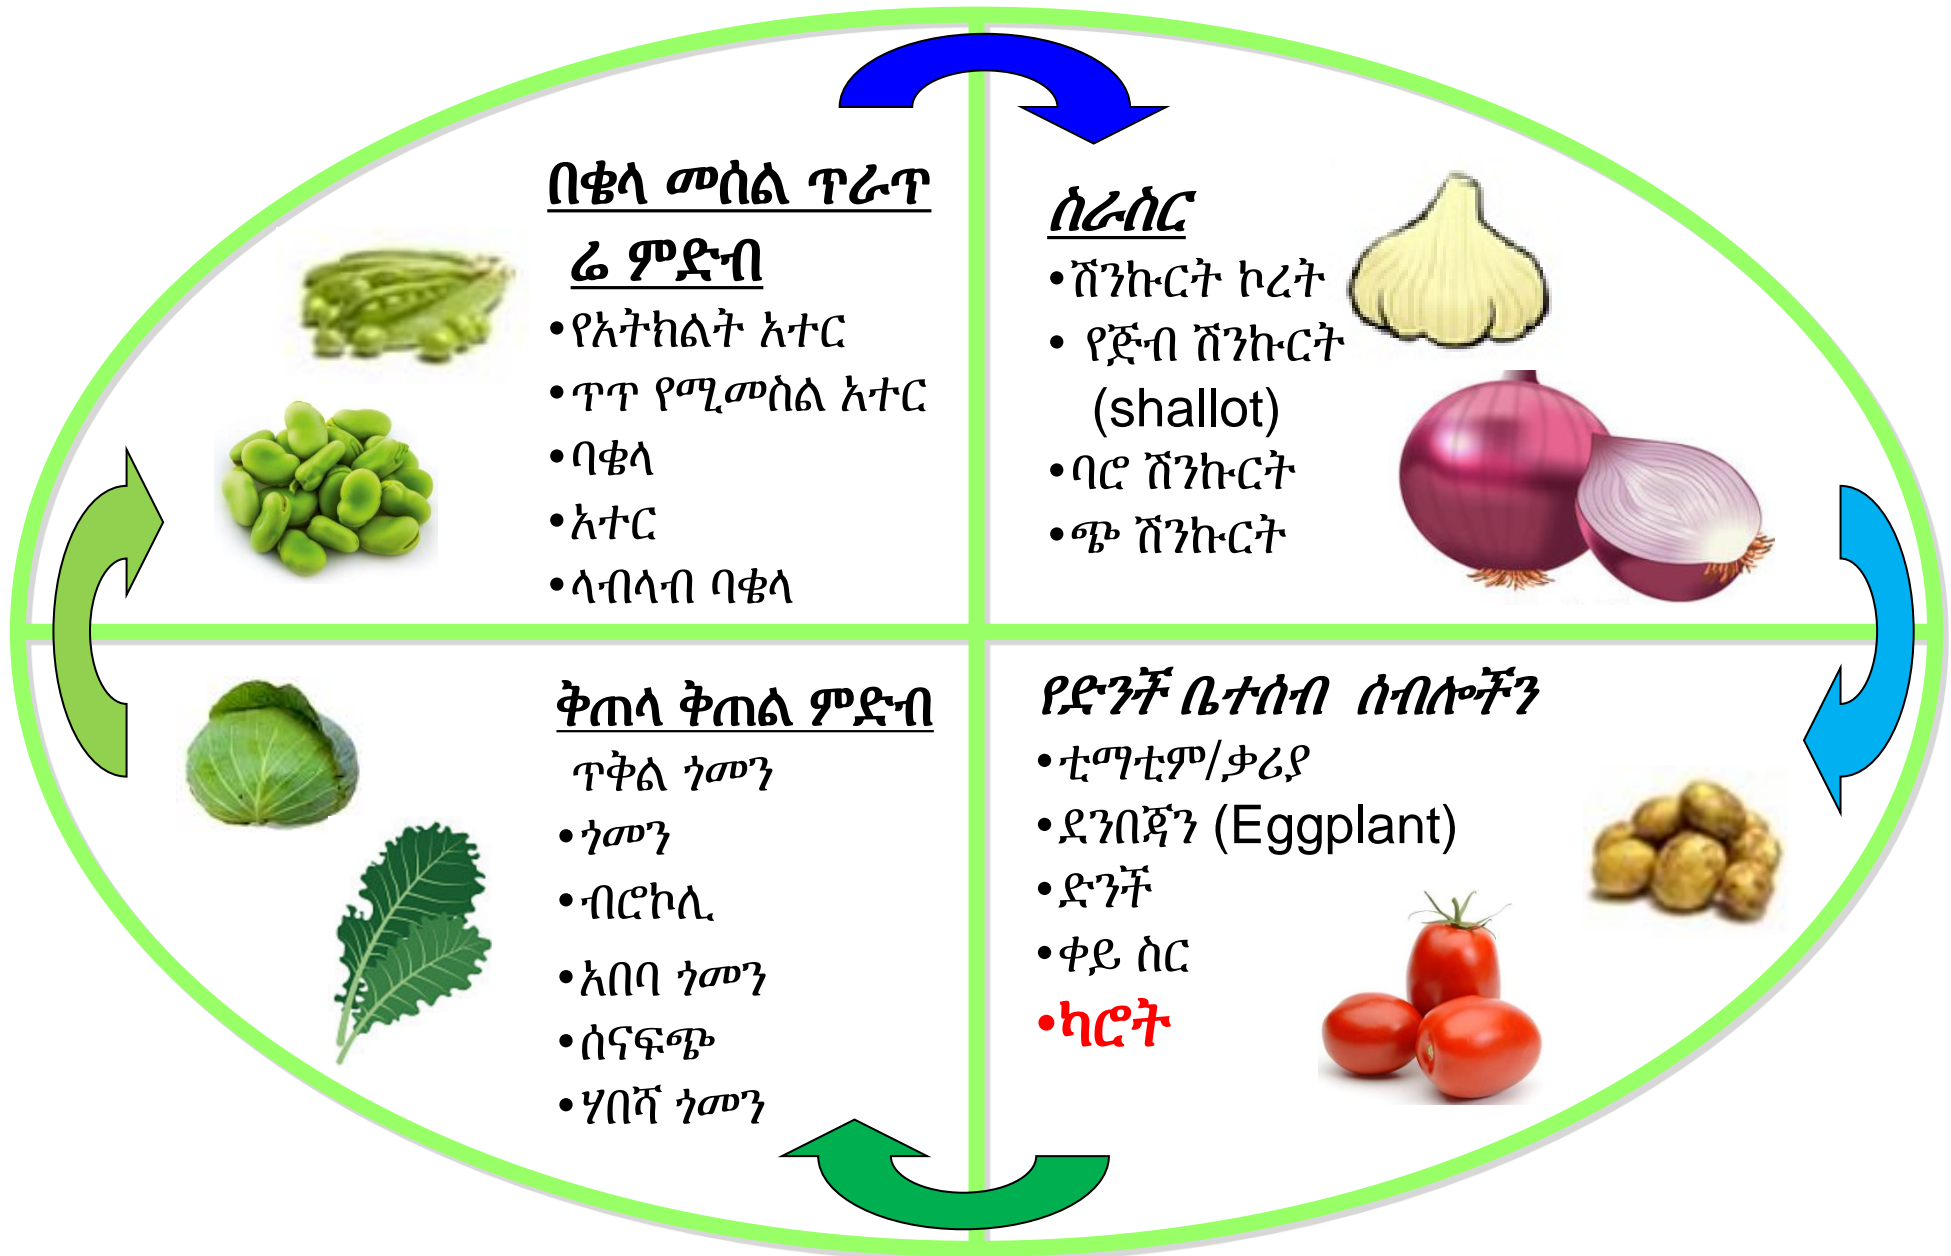 በቄላ መሰል ጥራጥ
ሬ ምድብ
•የአትክልት አተር
•ጥጥ የሚመስል አተር
•ባቄላ
•አተር
•ላብላብ ባቄላ
ስራስር
•ሽንኩርት ኮረት
• የጅብ ሽንኩርት
(shallot)
•ባሮ ሽንኩርት
•ጭ ሽንኩርት
ቅጠላ ቅጠል ምድብ
ጥቅል ጎመን
•ጎመን
•ብሮኮሊ
•አበባ ጎመን
•ሰናፍጭ
•ሃበሻ ጎመን
የድንች ቤተሰብ ሰብሎችን
•ቲማቲም/ቃሪያ
•ደንበጃን (Eggplant)
•ድንች
•ቀይ ስር
•ካሮት